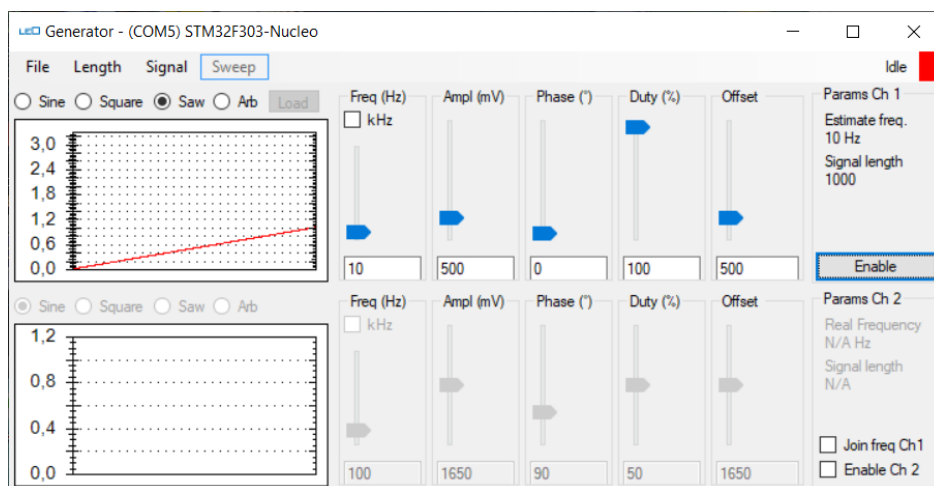 LEO Generator - (COM5) STM32F303-Nucleo
File Length Signal Sweep Idle
Sine Square Saw Arb Load
3,0
2,4
1,8
1,2
0,6
0,0
Freq (Hz)
kHz
10
Ampl (mV)
500
Phase (°)
0
Duty (%)
100
Offset
500
Params Ch 1
Estimate freq.
10 Hz
Signal length
1000
Enable
Sine Square Saw Arb
1,2
0,8
0,4
0,0
Freq (Hz)
kHz
100
Ampl (mV)
1650
Phase (°)
90
Duty (%)
50
Offset
1650
Params Ch 2
Real Frequency
N/A Hz
Signal length
N/A
Join freq Ch1
Enable Ch 2